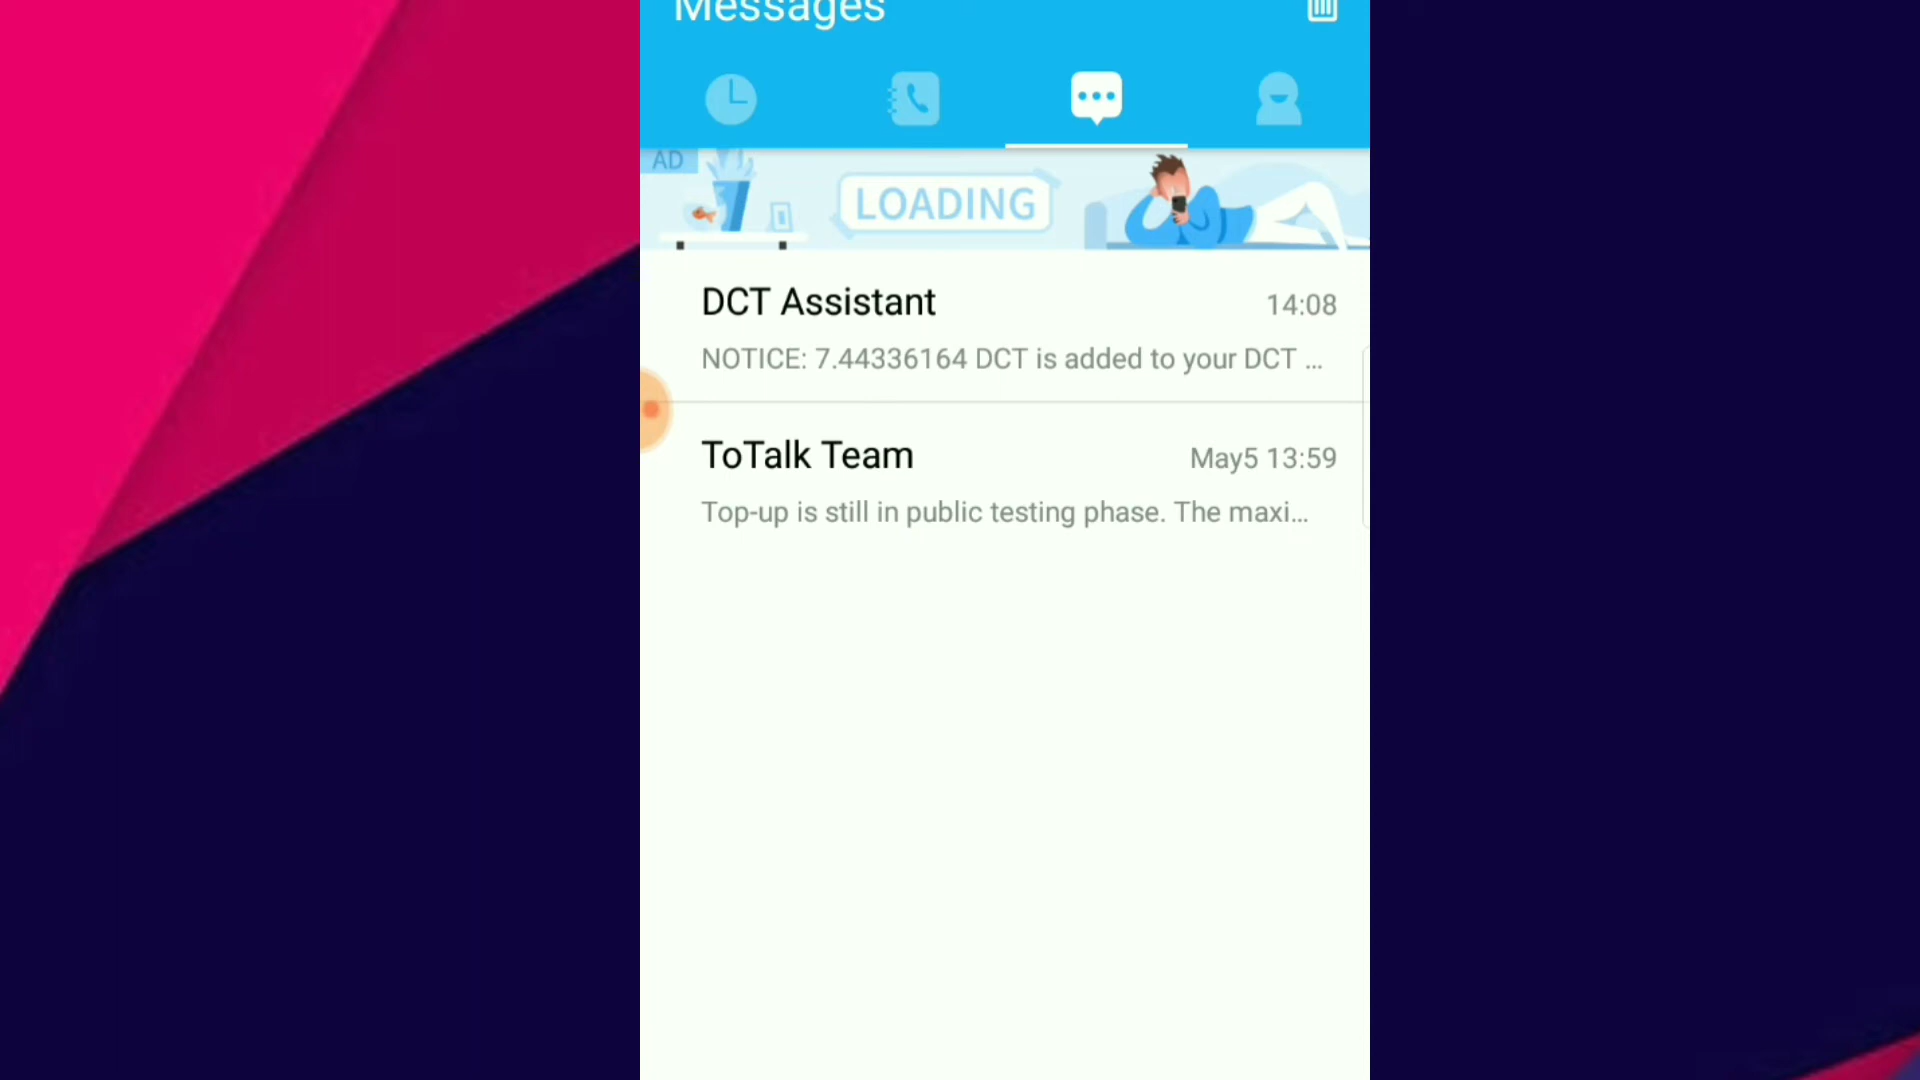 Messages
AD
LOADING
DCT Assistant
14:08
NOTICE: 7.44336164 DCT is added to your DCT ...
ToTalk Team
May5 13:59
Top-up is still in public testing phase. The maxi...